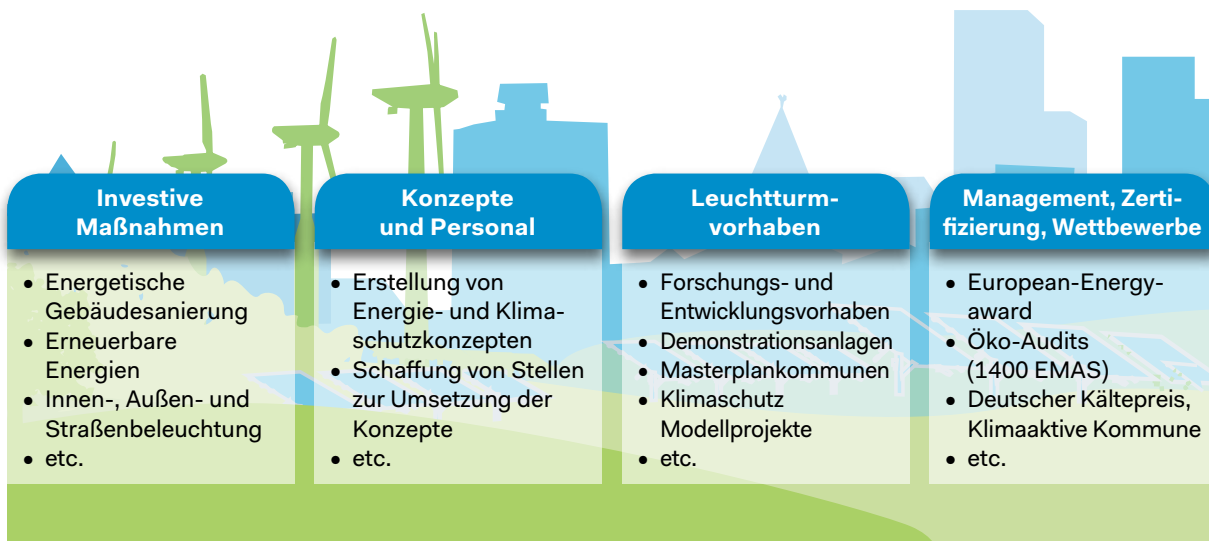 Investive
Maßnahmen
• Energetische
Gebäudesanierung
• Erneuerbare
Energien
• Innen-, Außen- und
Straßenbeleuchtung
• etc.
Konzepte
und Personal
• Erstellung von
Energie- und Klima-
schutzkonzepten
• Schaffung von Stellen
zur Umsetzung der
Konzepte
• etc.
Leuchtturm-
vorhaben
• Forschungs- und
Entwicklungsvorhaben
• Demonstrationsanlagen
• Masterplankommunen
• Klimaschutz
Modellprojekte
• etc.
Management, Zerti-
fizierung, Wettbewerbe
• European-Energy-
award
• Öko-Audits
(1400 EMAS)
• Deutscher Kältepreis,
Klimaaktive Kommune
• etc.